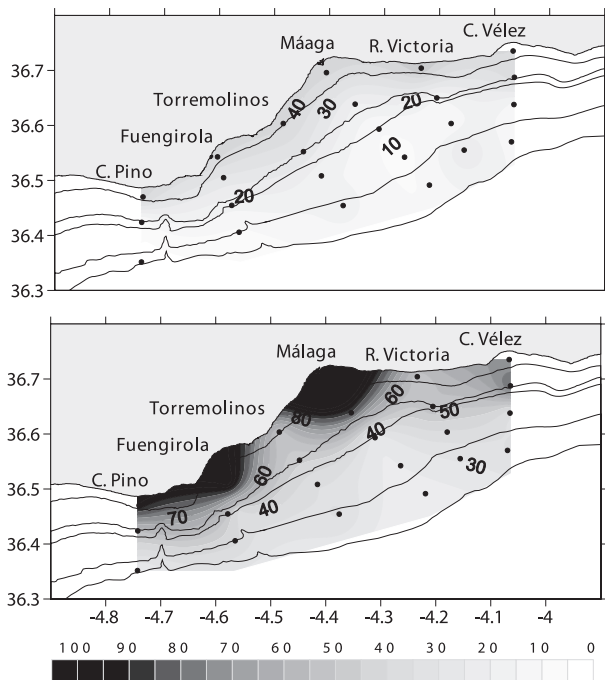 C. Vélez
Máaga
R. Victoria
36.7
40
30
20
Torremolinos
36.6
Fuengirola
10
C. Pino
36.5
20
36.4
36.3
C. Vélez
Málaga
R. Victoria
36.7
60
Torremolinos
80
50
36.6
40
Fuengirola
60
C. Pino
30
36.5
70
40
36.4
36.3
-4.8 -4.7 -4.6 -4.5 -4.4 -4.3 -4.2 -4.1 -4
100 90 80 70 60 50 40 30 20 10 0